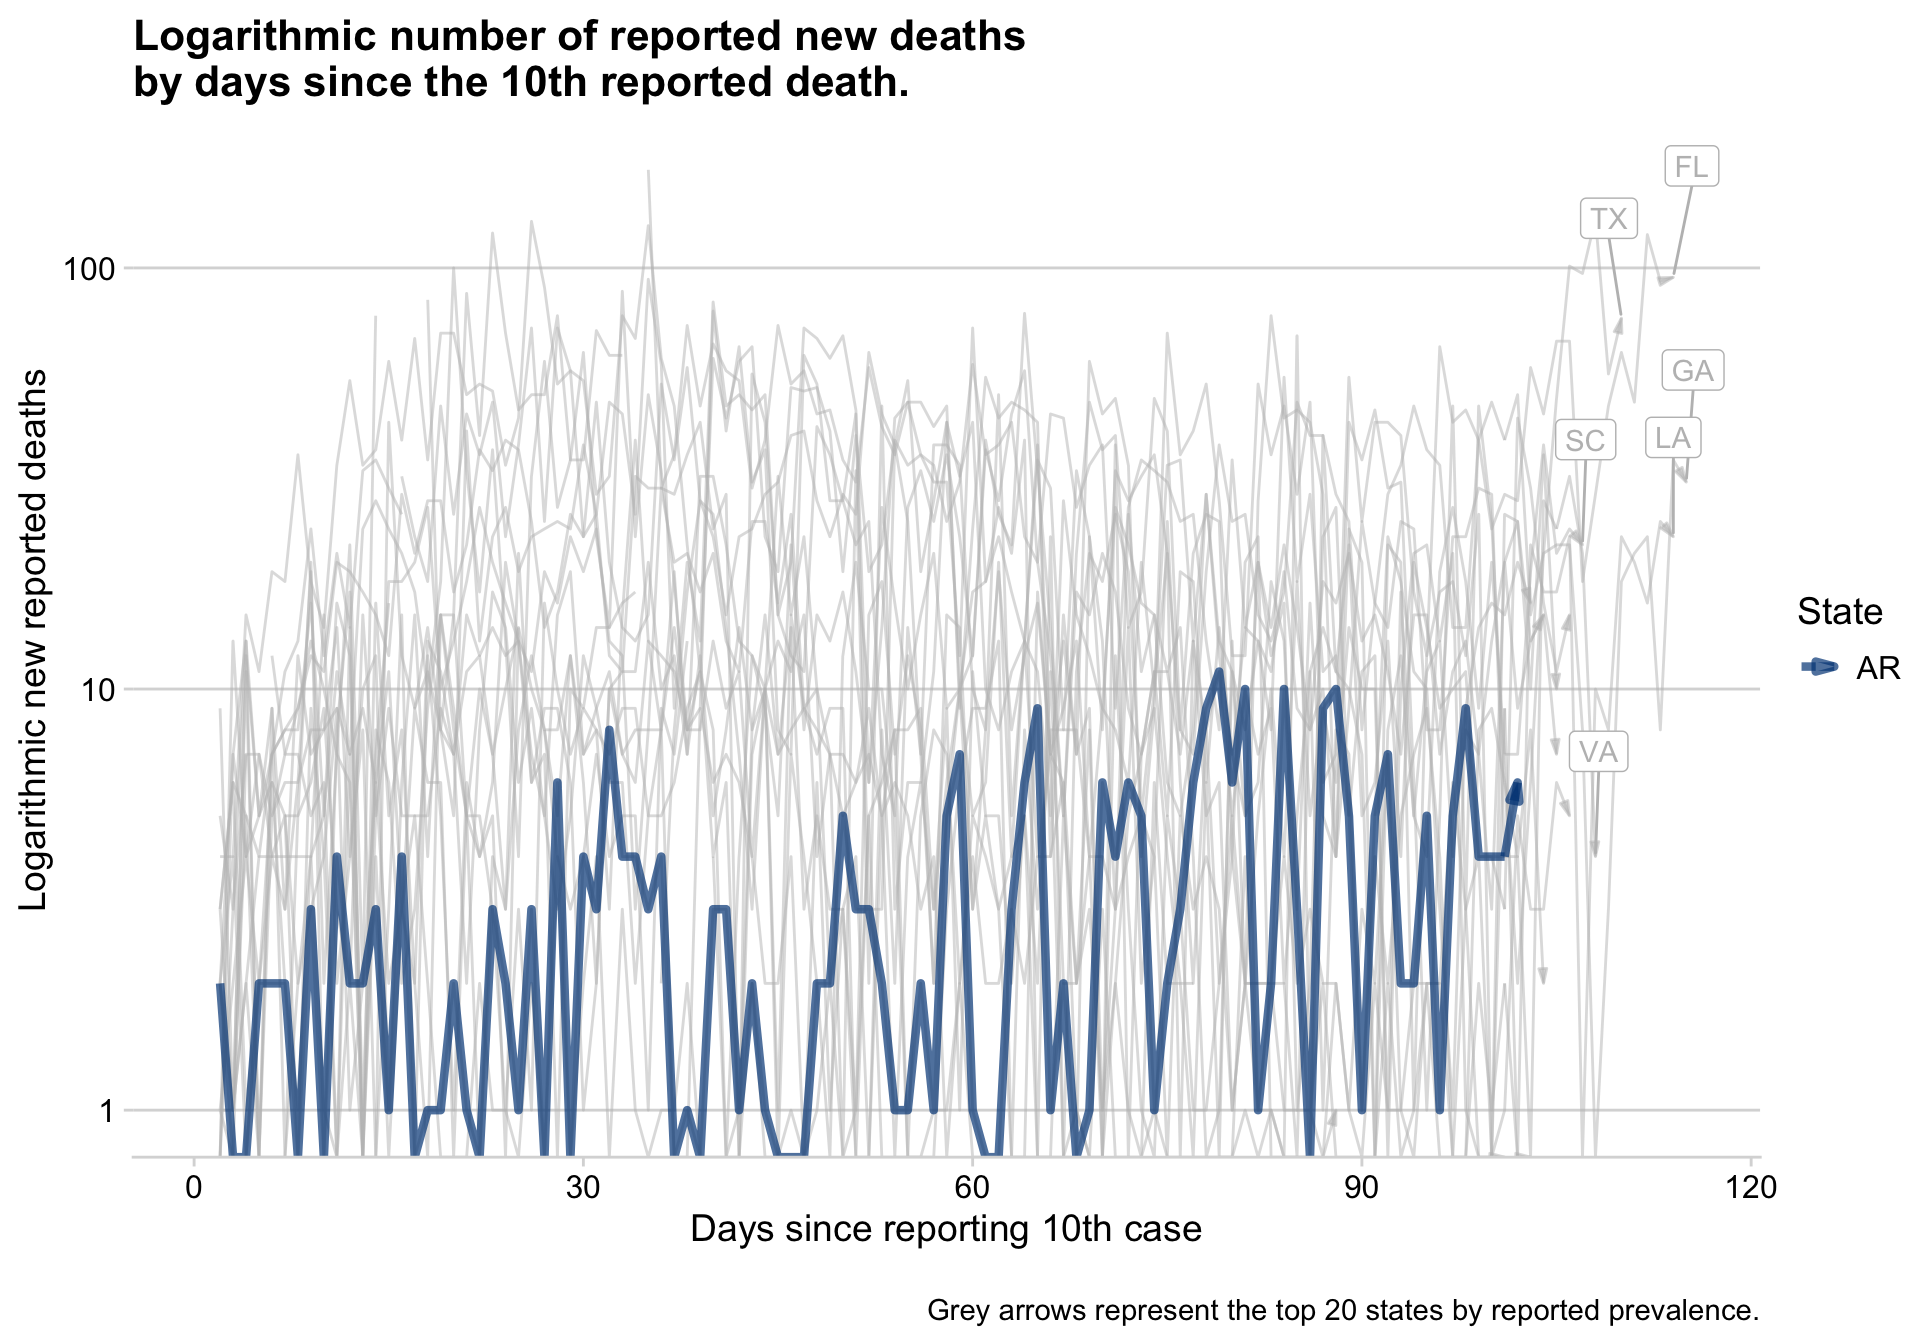 Logarithmic number of reported new deaths
by days since the 10th reported death.
FL
TX
100
GA
SC
LA
Logarithmic new reported deaths
State
AR
10
VA
1
0
30
60
90
120
Days since reporting 10th case
Grey arrows represent the top 20 states by reported prevalence.